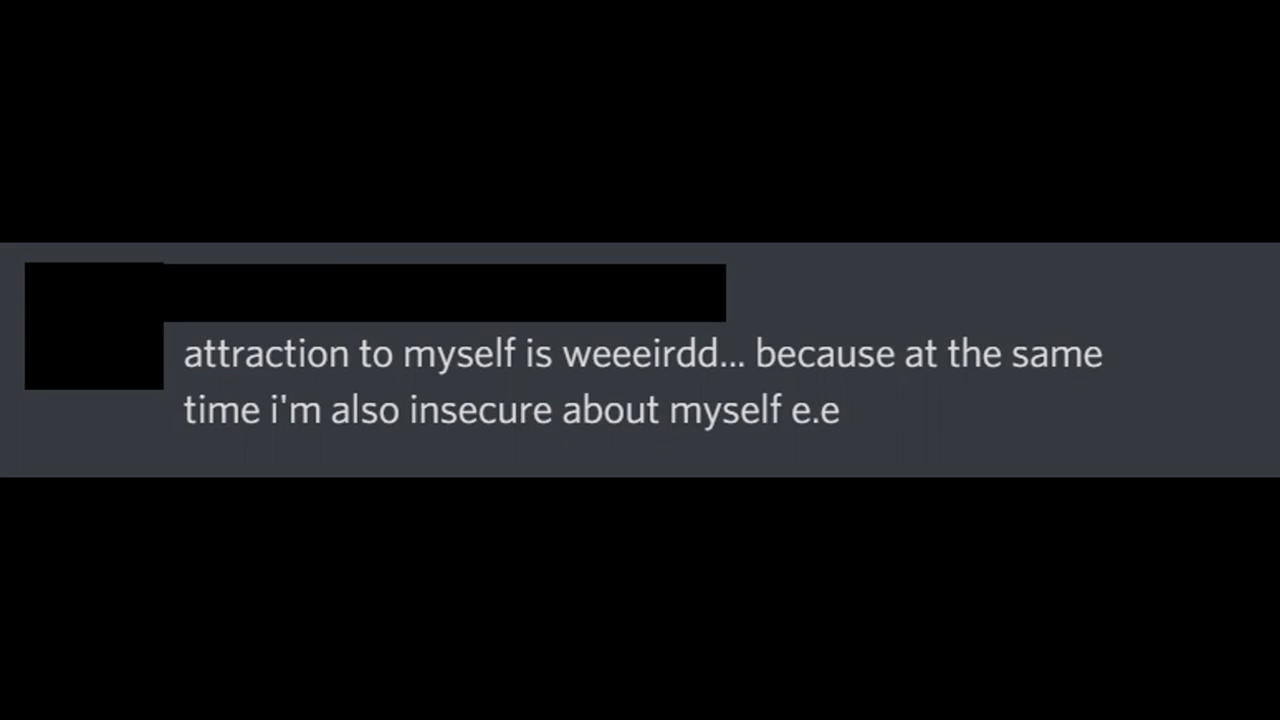 attraction to myself is weeeirdd... because at the same
time i'm also insecure about myself e.e